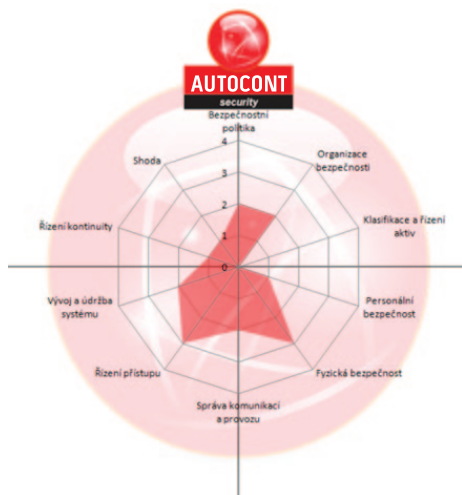 AUTOCONT
security
Bezpečnostní
politika
4
3
2
1
0
Organizace
bezpečnosti
Klasifikace a řízení
aktiv
Personální
bezpečnost
Fyzická bezpečnost
Správa komunikací
a provozu
Řízení přístupu
Vývoj a údržba
systému
Řízení kontinuity
Shoda